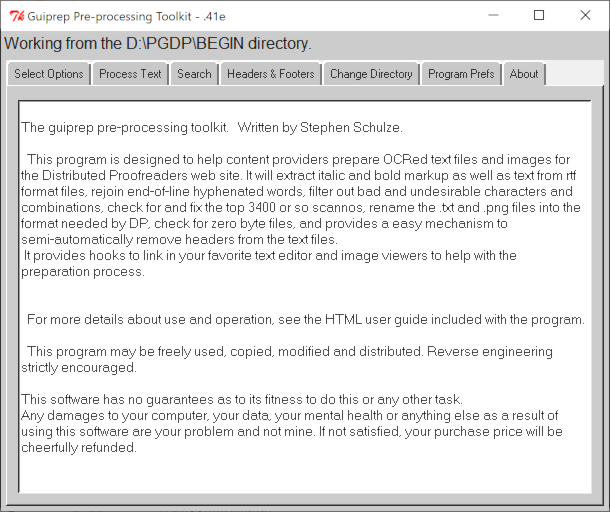 Guiprep Pre-processing Toolkit - .41e
Working from the D:\PGDP\BEGIN directory.
Select Options Process Text Search Headers & Footers Change Directory Program Prefs About
The guiprep pre-processing toolkit. Written by Stephen Schulze.
This program is designed to help content providers prepare OCRed text files and images for
the Distributed Proofreaders web site. It will extract italic and bold markup as well as text from rtf
format files, rejoin end-of-line hyphenated words, filter out bad and undesirable characters and
combinations, check for and fix the top 3400 or so scannos, rename the .txt and .png files into the
format needed by DP, check for zero byte files, and provides a easy mechanism to
semi-automatically remove headers from the text files.
It provides hooks to link in your favorite text editor and image viewers to help with the
preparation process.
For more details about use and operation, see the HTML user guide included with the program.
This program may be freely used, copied, modified and distributed. Reverse engineering
strictly encouraged.
This software has no guarantees as to its fitness to do this or any other task.
Any damages to your computer, your data, your mental health or anything else as a result of
using this software are your problem and not mine. If not satisfied, your purchase price will be
cheerfully refunded.